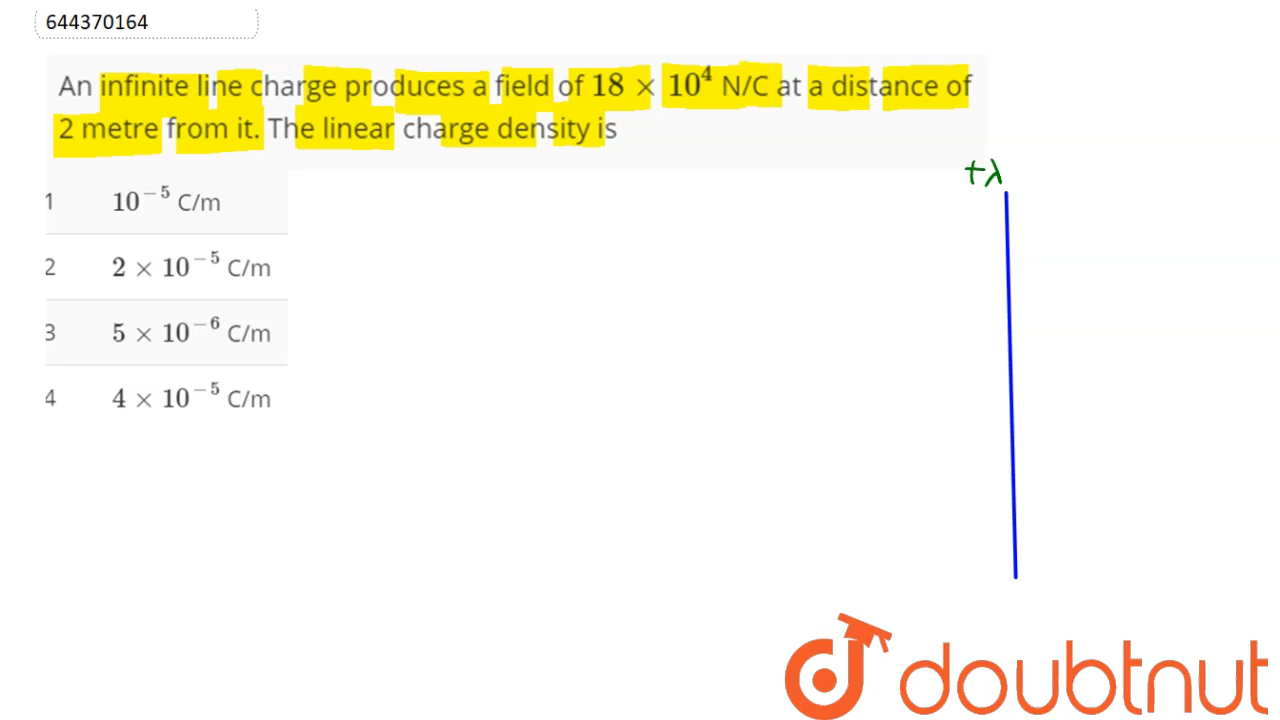 644370164
An infinite line charge produces a field of 18 × 10⁴ N/C at a distance of
2 metre from it. The linear charge density is
+λ
1 10⁻⁵ C/m
2 2 × 10⁻⁵ C/m
3 5 × 10⁻⁶ C/m
4 4 × 10⁻⁵ C/m
doubtnut